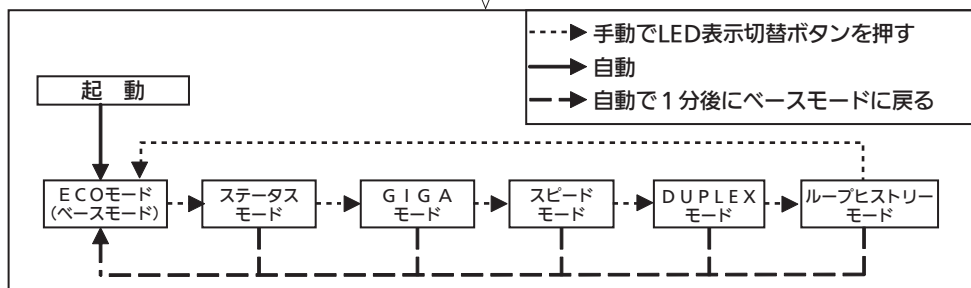 手動でLED表示切替ボタンを押す
自動
自動で1分後にベースモードに戻る
起 動
ECOモード
(ベースモード)
ステータス
モード
GIGA
モード
スピード
モード
DUPLEX
モード
ループヒストリー
モード